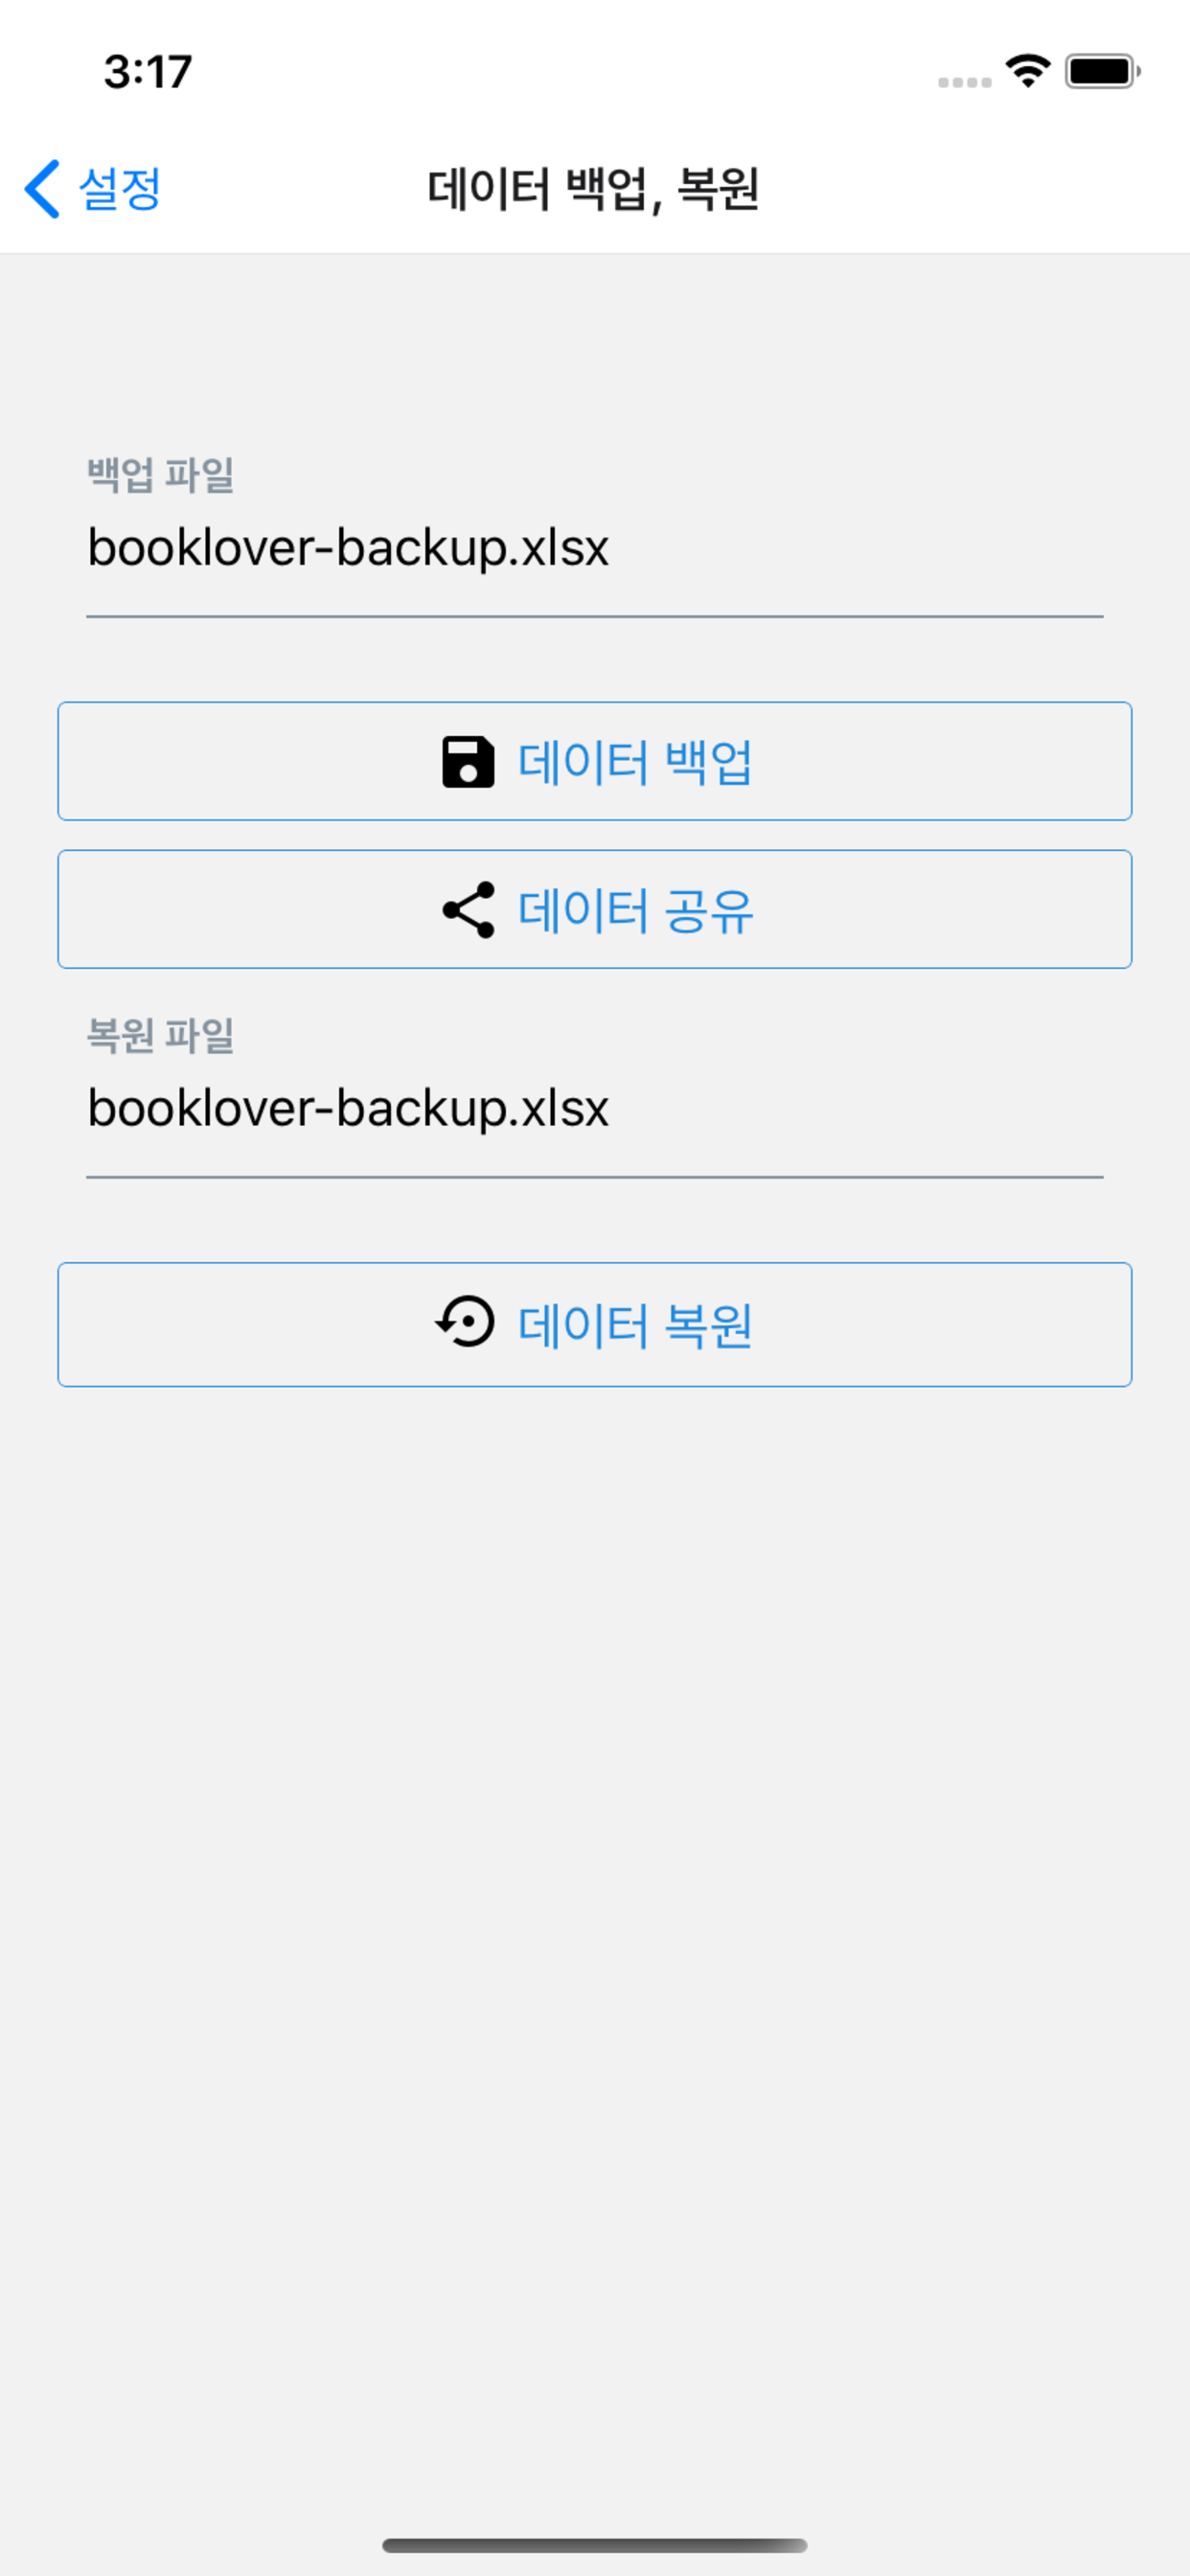 3:17
설정
데이터 백업, 복원
백업 파일
booklover-backup.xlsx
데이터 백업
데이터 공유
복원 파일
booklover-backup.xlsx
데이터 복원